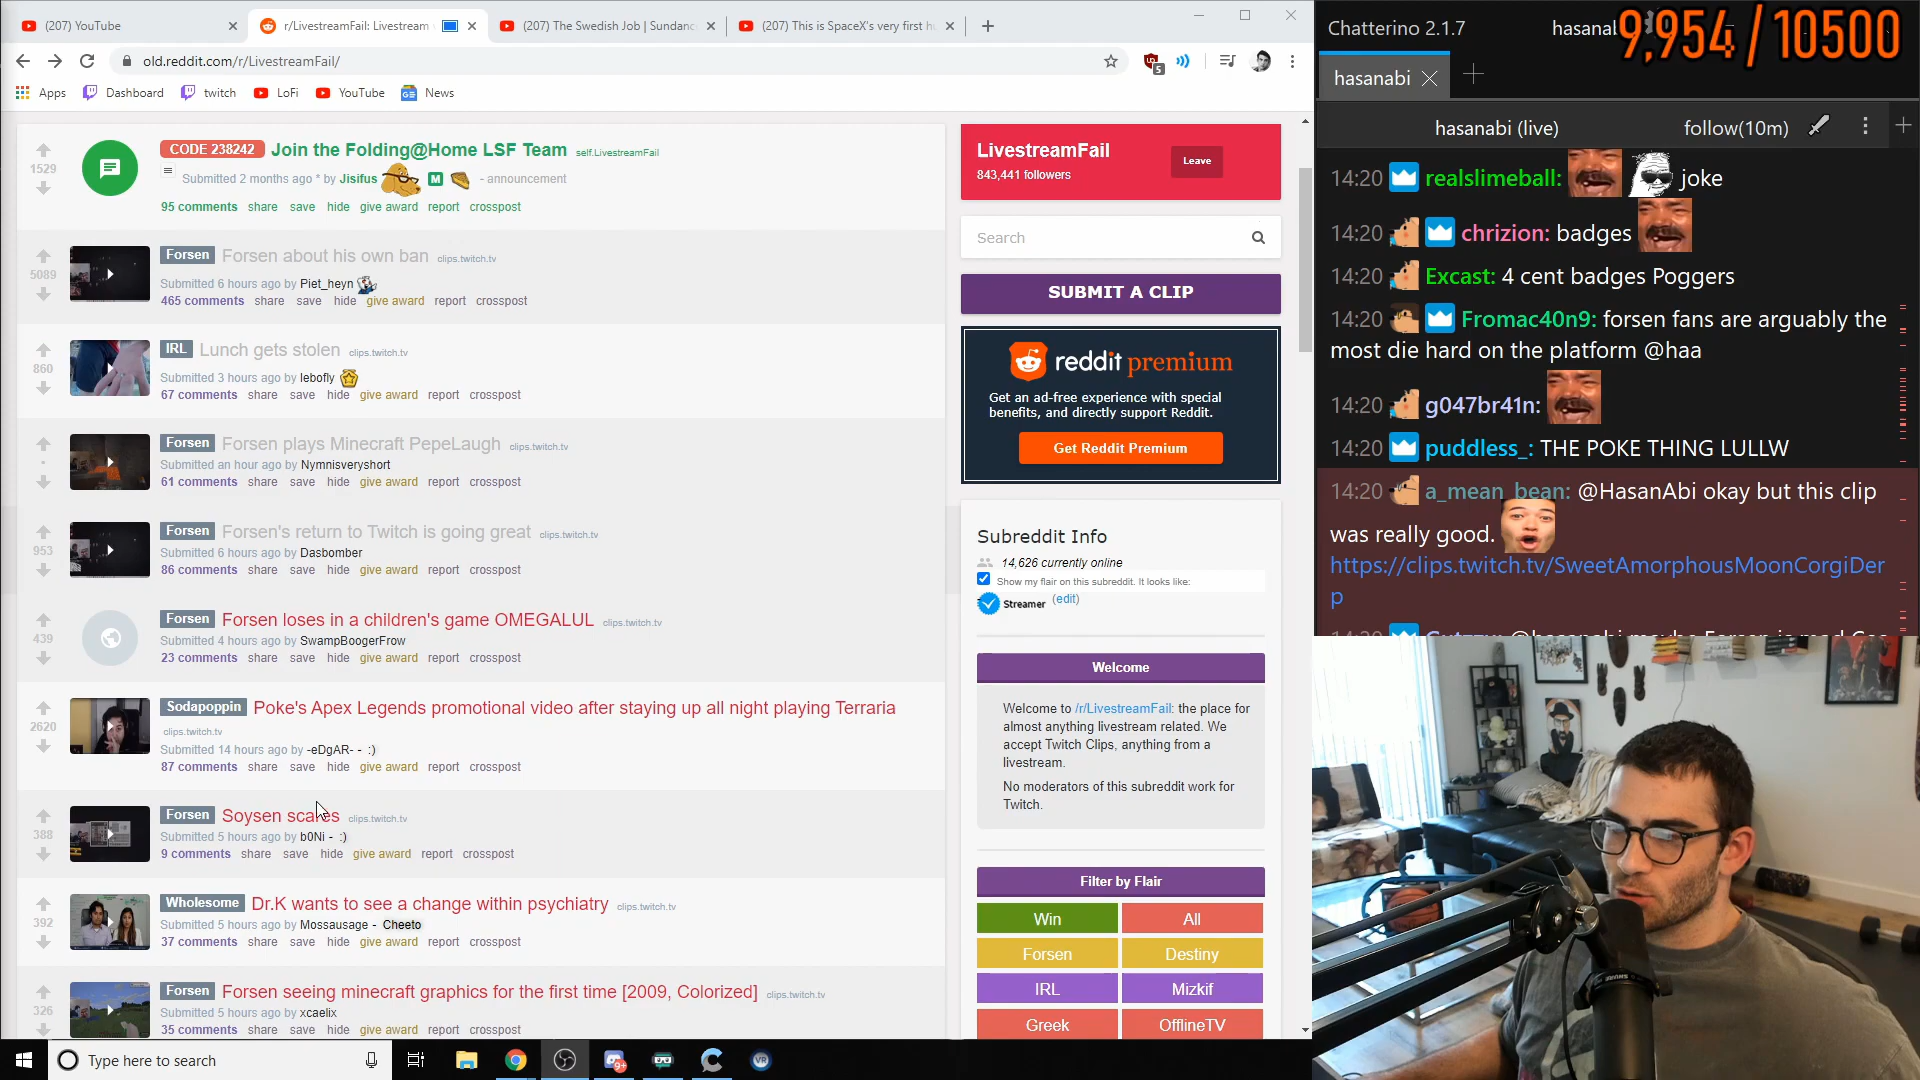 (207) YouTube
r/LivestreamFail: Livestream
(207) The Swedish Job | Sundanc
(207) This is SpaceX's very first h
old.reddit.com/r/LivestreamFail/
5
Apps
Dashboard
twitch
LoFi
YouTube
News
1529
CODE 238242 Join the Folding@Home LSF Team self.LivestreamFail
Submitted 2 months ago * by Jisifus M - announcement
95 comments share save hide give award report crosspost
5089
Forsen Forsen about his own ban clips.twitch.tv
Submitted 6 hours ago by Piet_heyn
465 comments share save hide give award report crosspost
860
IRL Lunch gets stolen clips.twitch.tv
Submitted 3 hours ago by lebofly
67 comments share save hide give award report crosspost
•
Forsen Forsen plays Minecraft PepeLaugh clips.twitch.tv
Submitted an hour ago by Nymnisveryshort
61 comments share save hide give award report crosspost
953
Forsen Forsen's return to Twitch is going great clips.twitch.tv
Submitted 6 hours ago by Dasbomber
86 comments share save hide give award report crosspost
439
Forsen Forsen loses in a children's game OMEGALUL clips.twitch.tv
Submitted 4 hours ago by SwampBoogerFrow
23 comments share save hide give award report crosspost
2620
Sodapoppin Poke's Apex Legends promotional video after staying up all night playing Terraria
clips.twitch.tv
Submitted 14 hours ago by -eDgAR- - :)
87 comments share save hide give award report crosspost
388
Forsen Soysen scares clips.twitch.tv
Submitted 5 hours ago by b0Ni - :)
9 comments share save hide give award report crosspost
392
Wholesome Dr.K wants to see a change within psychiatry clips.twitch.tv
Submitted 5 hours ago by Mossausage - Cheeto
37 comments share save hide give award report crosspost
326
Forsen Forsen seeing minecraft graphics for the first time [2009, Colorized] clips.twitch.tv
Submitted 5 hours ago by xcaelix
35 comments share save hide give award report crosspost
LivestreamFail
843,441 followers
Leave
Search
SUBMIT A CLIP
reddit premium
Get an ad-free experience with special
benefits, and directly support Reddit.
Get Reddit Premium
Subreddit Info
14,626 currently online
Show my flair on this subreddit. It looks like:
Streamer (edit)
Welcome
Welcome to /r/LivestreamFail: the place for
almost anything livestream related. We
accept Twitch Clips, anything from a
livestream.
No moderators of this subreddit work for
Twitch.
Filter by Flair
Win
All
Forsen
Destiny
IRL
Mizkif
Greek
OfflineTV
Type here to search
9+
VR
Chatterino 2.1.7
hasanab
9,954 / 10500
hasanabi
hasanabi (live)
follow(10m)
14:20 realslimeball: joke
14:20 chrizion: badges
14:20 Excast: 4 cent badges Poggers
14:20 Fromac40n9: forsen fans are arguably the
most die hard on the platform @haa
14:20 g047br41n:
14:20 puddless_: THE POKE THING LULLW
14:20 a_mean_bean: @HasanAbi okay but this clip
was really good.
https://clips.twitch.tv/SweetAmorphousMoonCorgiDer
p